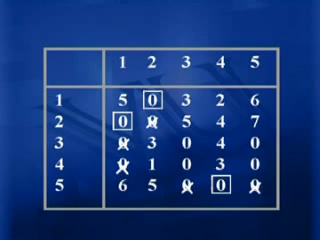 1 2 3 4 5
1 5 0 3 2 6
2 0 0 5 4 7
3 0 3 0 4 0
4 0 1 0 3 0
5 6 5 0 0 0